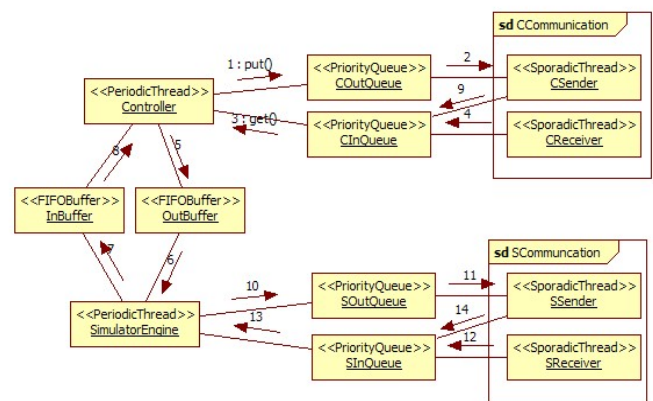 sd CCommunication
1 : put()
2
<<PriorityQueue>>
COutQueue
<<SporadicThread>>
CSender
<<PeriodicThread>>
Controller
9
3 : get()
4
<<PriorityQueue>>
CInQueue
<<SporadicThread>>
CReceiver
8
5
<<FIFOBuffer>>
InBuffer
<<FIFOBuffer>>
OutBuffer
7
6
sd SCommuncation
10
11
<<PriorityQueue>>
SOutQueue
<<SporadicThread>>
SSender
<<PeriodicThread>>
SimulatorEngine
13
14
12
<<PriorityQueue>>
SInQueue
<<SporadicThread>>
SReceiver